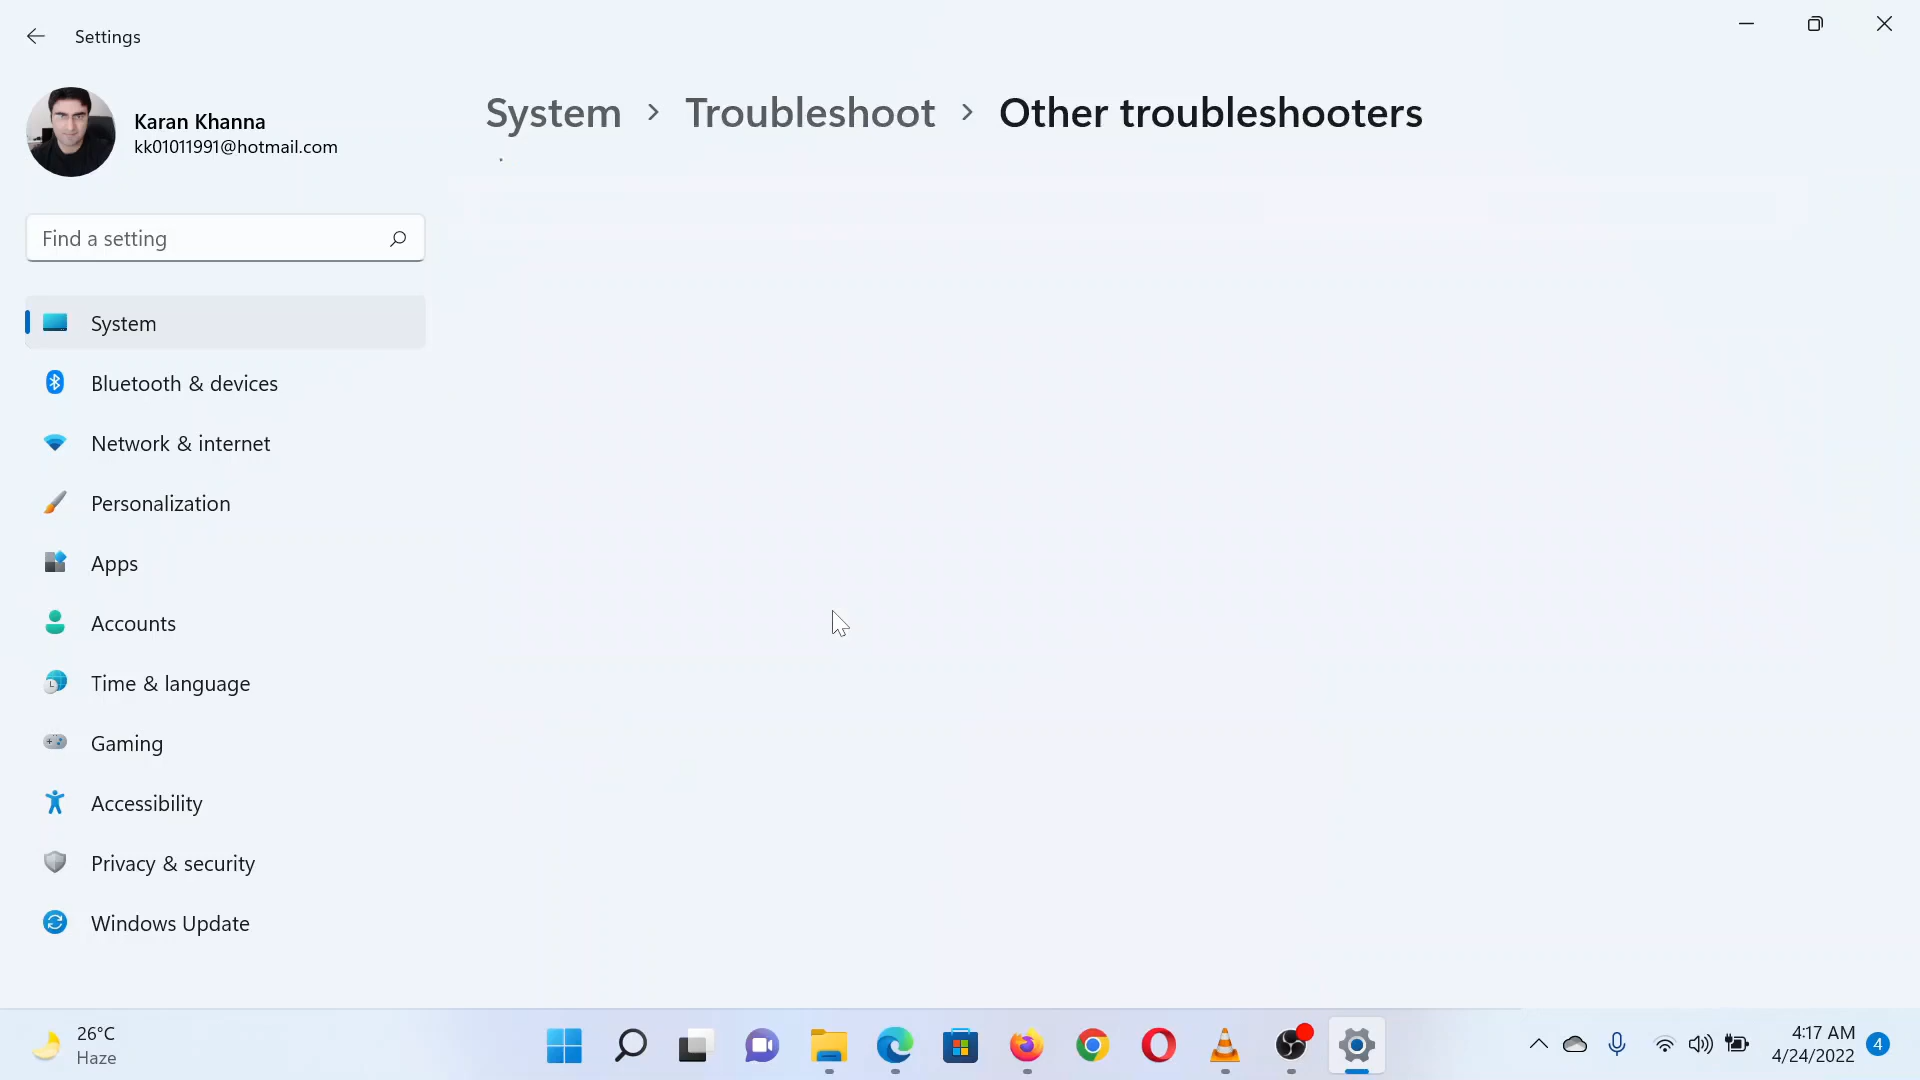 Settings
Karan Khanna
kk01011991@hotmail.com
Find a setting
System
Bluetooth & devices
Network & internet
Personalization
Apps
Accounts
Time & language
Gaming
Accessibility
Privacy & security
Windows Update
System > Troubleshoot > Other troubleshooters
26°C
Haze
4:17 AM
4/24/2022
4